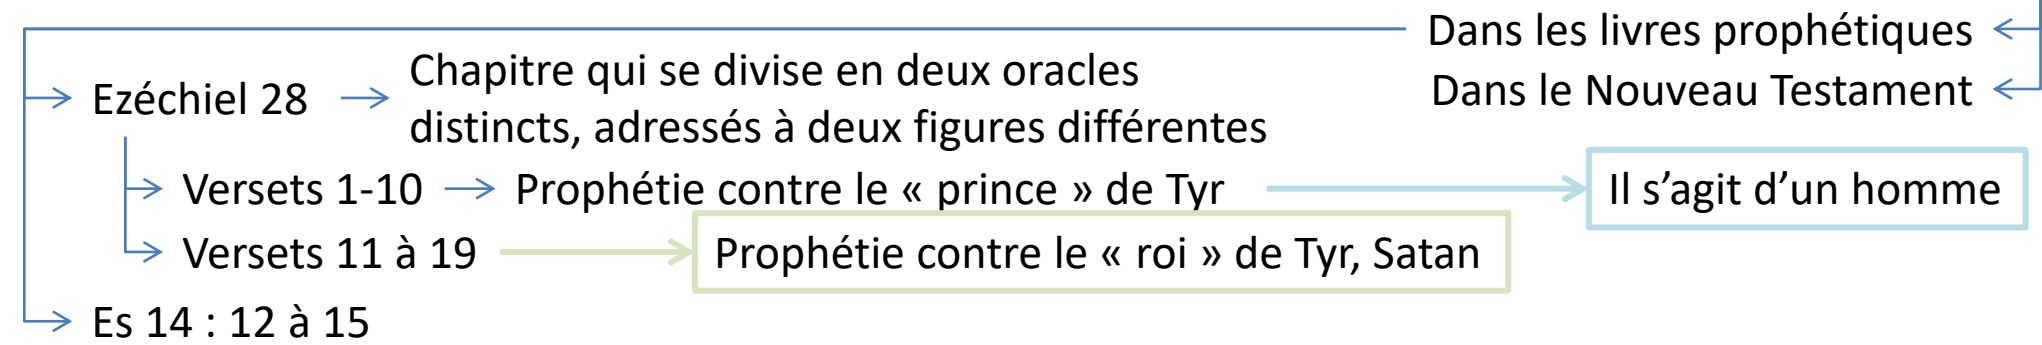 Dans les livres prophétiques
Dans le Nouveau Testament
Ezéchiel 28
Chapitre qui se divise en deux oracles
distincts, adressés à deux figures différentes
Versets 1-10
Prophétie contre le « prince » de Tyr
Il s’agit d’un homme
Versets 11 à 19
Prophétie contre le « roi » de Tyr, Satan
Es 14 : 12 à 15